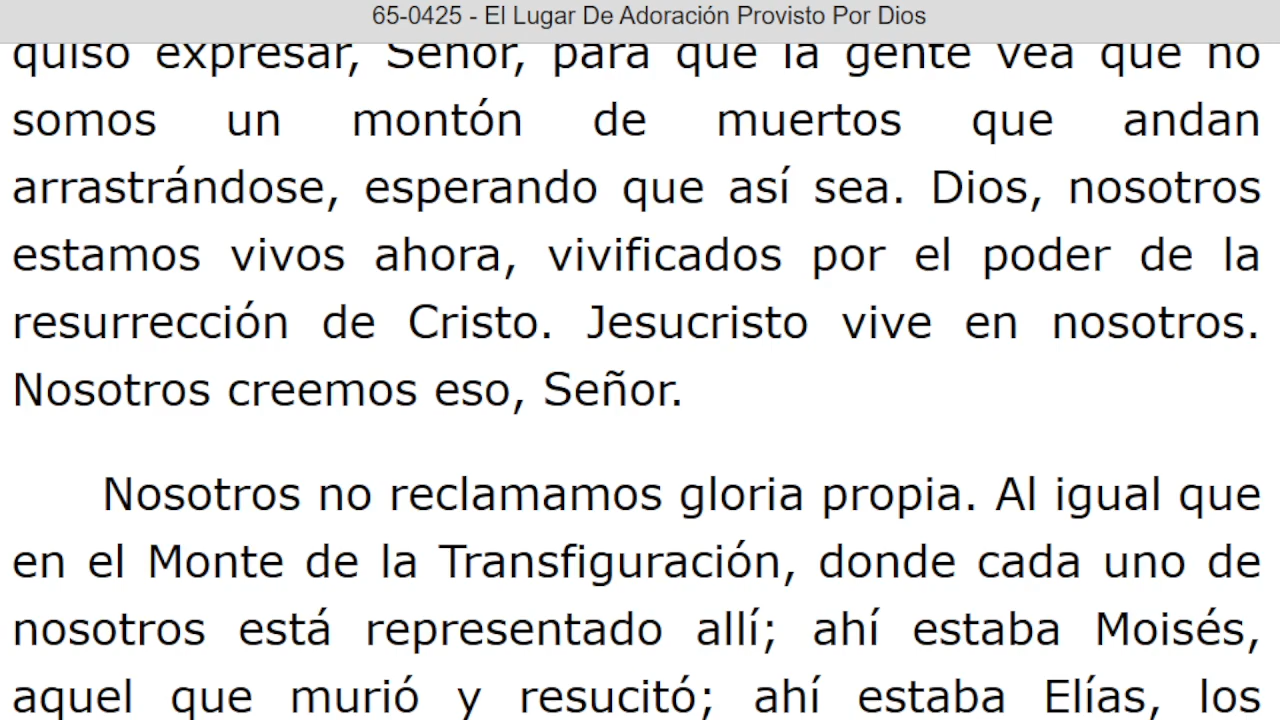 65-0425 - El Lugar De Adoración Provisto Por Dios
quiso expresar, Señor, para que la gente vea que no
somos un montón de muertos que andan
arrastrándose, esperando que así sea. Dios, nosotros
estamos vivos ahora, vivificados por el poder de la
resurrección de Cristo. Jesucristo vive en nosotros.
Nosotros creemos eso, Señor.
Nosotros no reclamamos gloria propia. Al igual que
en el Monte de la Transfiguración, donde cada uno de
nosotros está representado allí; ahí estaba Moisés,
aquel que murió y resucitó; ahí estaba Elías, los